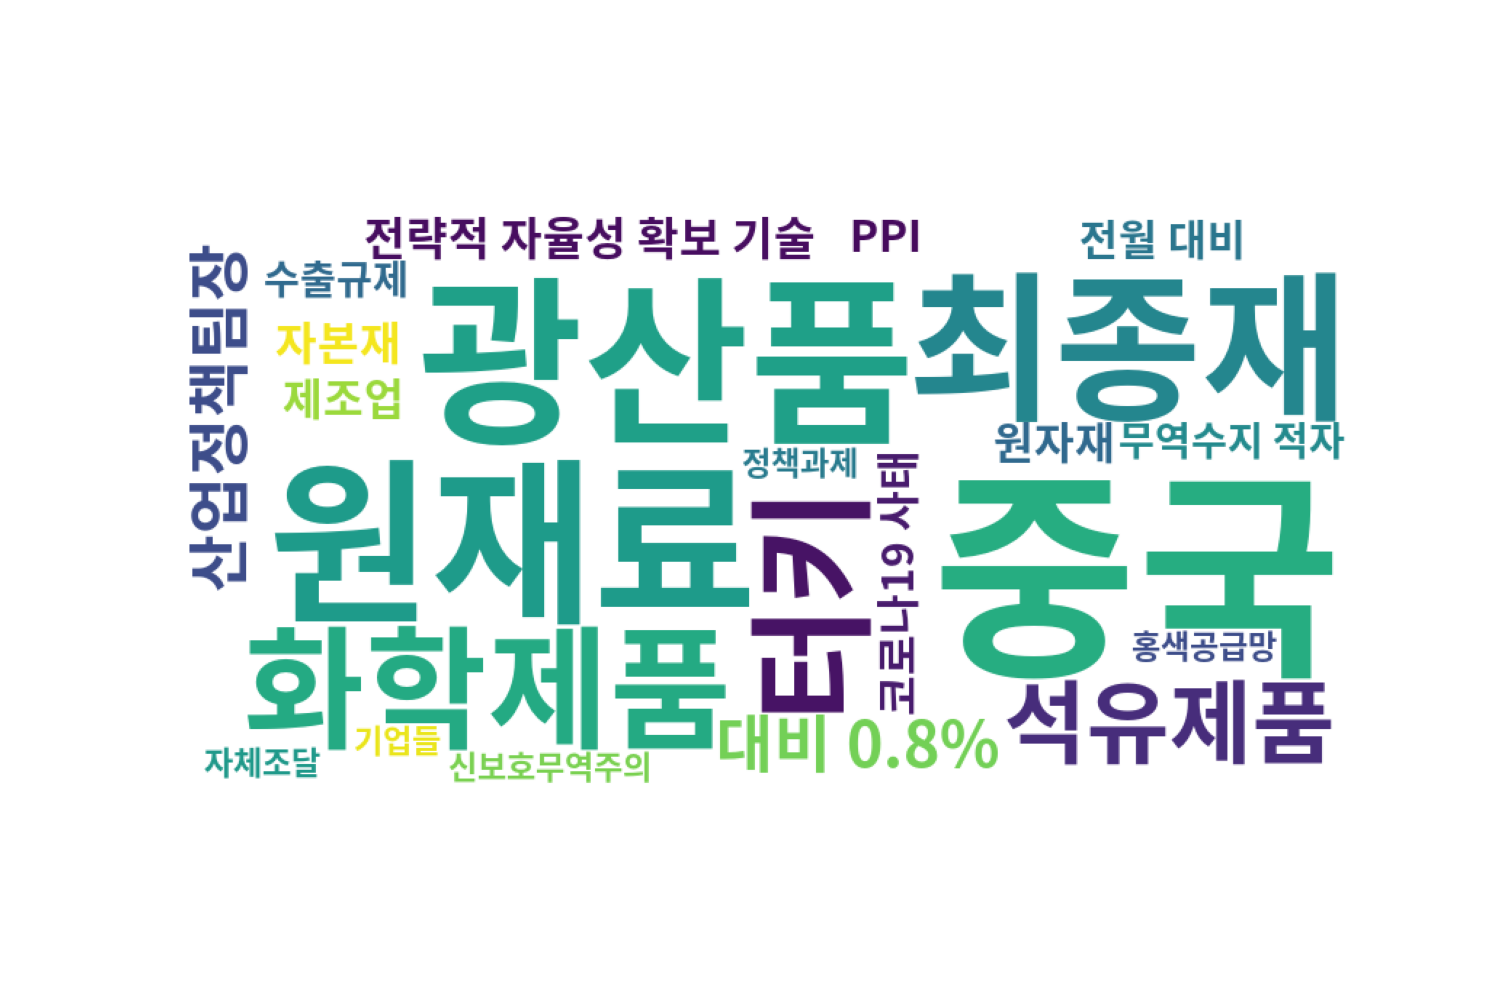 전략적 자율성 확보 기술
PPI
전월 대비
산업정책팀장
수출규제
광산품
최종재
자본재
제조업
원자재
무역수지 적자
정책과제
원재료
터키
코로나19 사태
중국
화학제품
홍색공급망
석유제품
대비 0.8%
기업들
자체조달
신보호무역주의